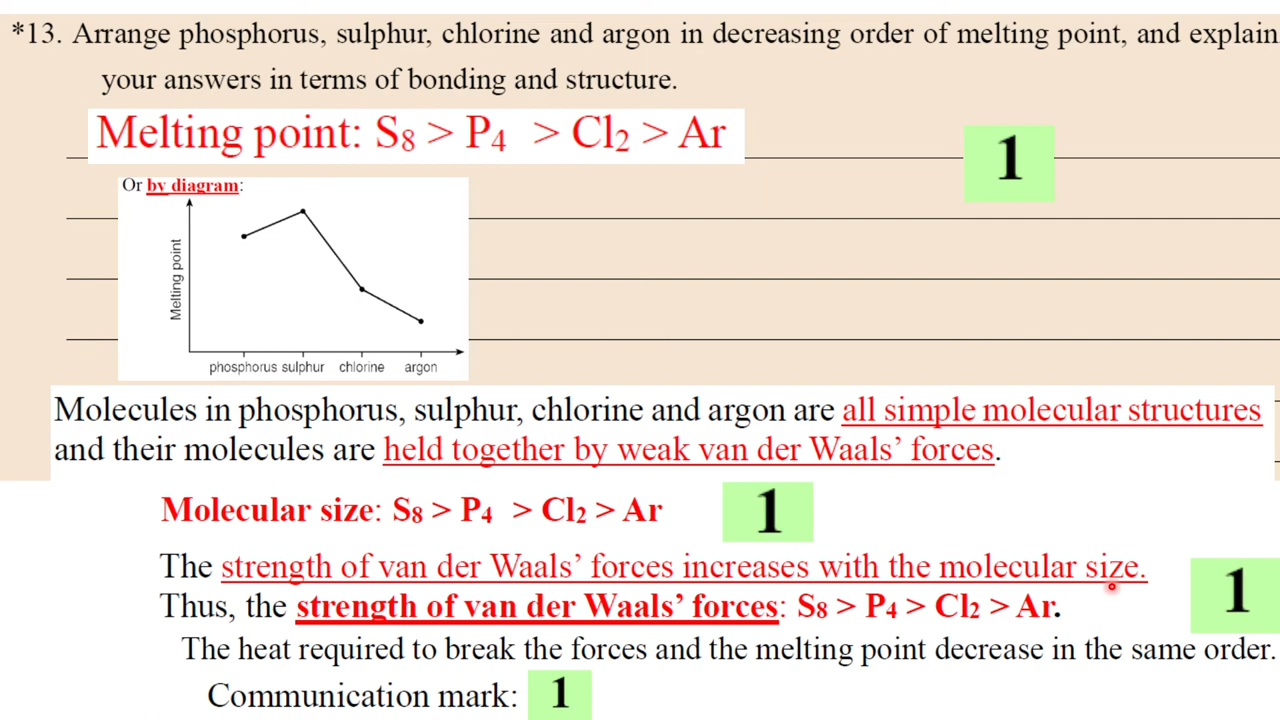 *13. Arrange phosphorus, sulphur, chlorine and argon in decreasing order of melting point, and explain
your answers in terms of bonding and structure.
Melting point: S₈ > P₄ > Cl₂ > Ar
1
Or by diagram:
Melting point
phosphorus sulphur chlorine argon
Molecules in phosphorus, sulphur, chlorine and argon are all simple molecular structures
and their molecules are held together by weak van der Waals’ forces.
Molecular size: S₈ > P₄ > Cl₂ > Ar
1
The strength of van der Waals’ forces increases with the molecular size.
1
Thus, the strength of van der Waals’ forces: S₈ > P₄ > Cl₂ > Ar.
The heat required to break the forces and the melting point decrease in the same order.
Communication mark: 1